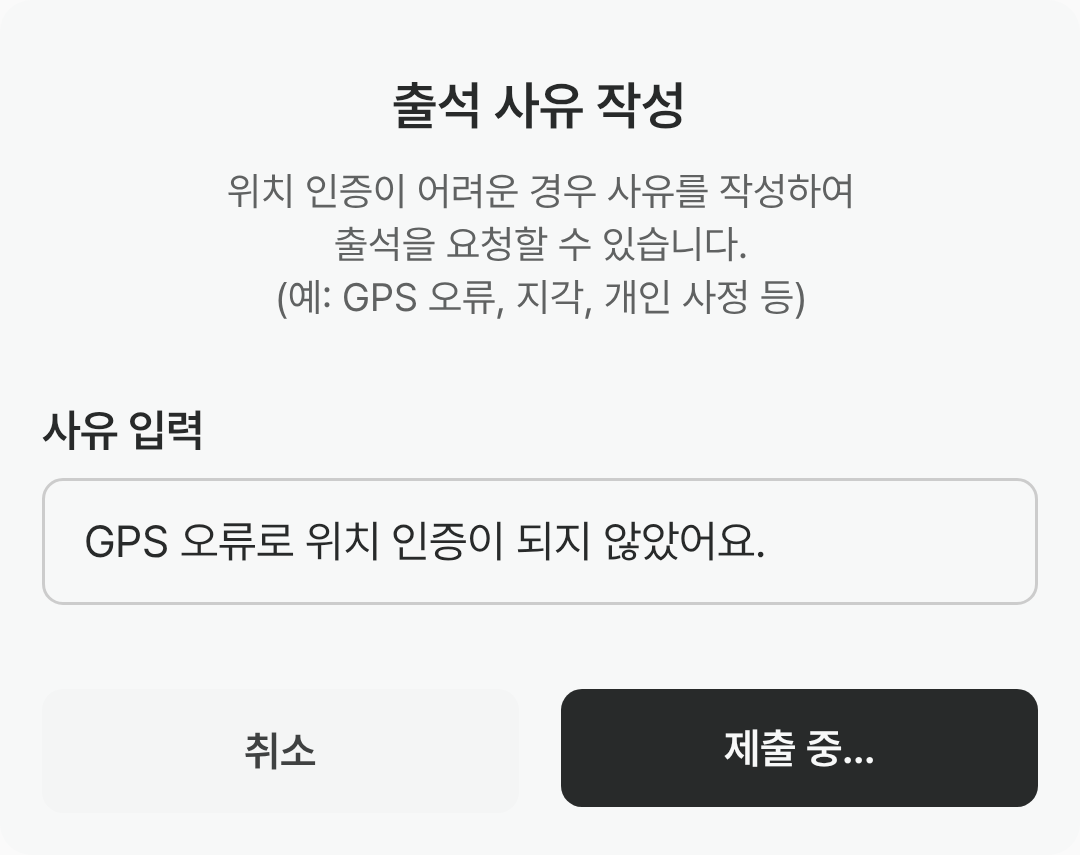 출석 사유 작성
위치 인증이 어려운 경우 사유를 작성하여
출석을 요청할 수 있습니다.
(예: GPS 오류, 지각, 개인 사정 등)
사유 입력
GPS 오류로 위치 인증이 되지 않았어요.
취소
제출 중...